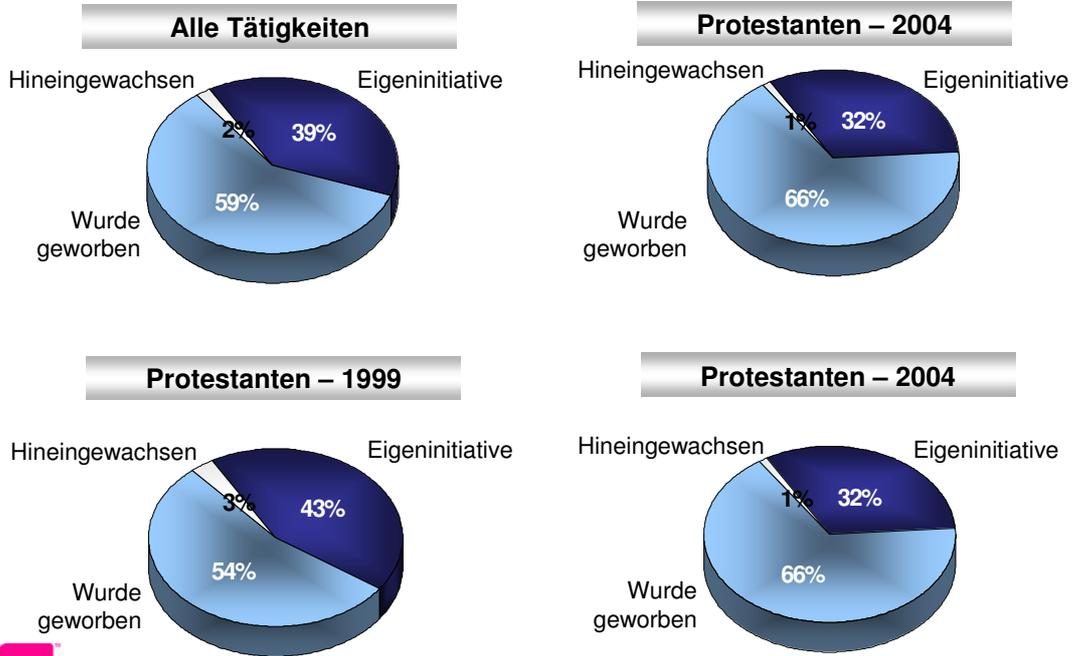 Alle Tätigkeiten
Hineingewachsen
Eigeninitiative
2%
39%
59%
Wurde
geworben
Protestanten – 2004
Hineingewachsen
Eigeninitiative
1%
32%
66%
Wurde
geworben
Protestanten – 1999
Hineingewachsen
Eigeninitiative
3%
43%
54%
Wurde
geworben
Protestanten – 2004
Hineingewachsen
Eigeninitiative
1%
32%
66%
Wurde
geworben